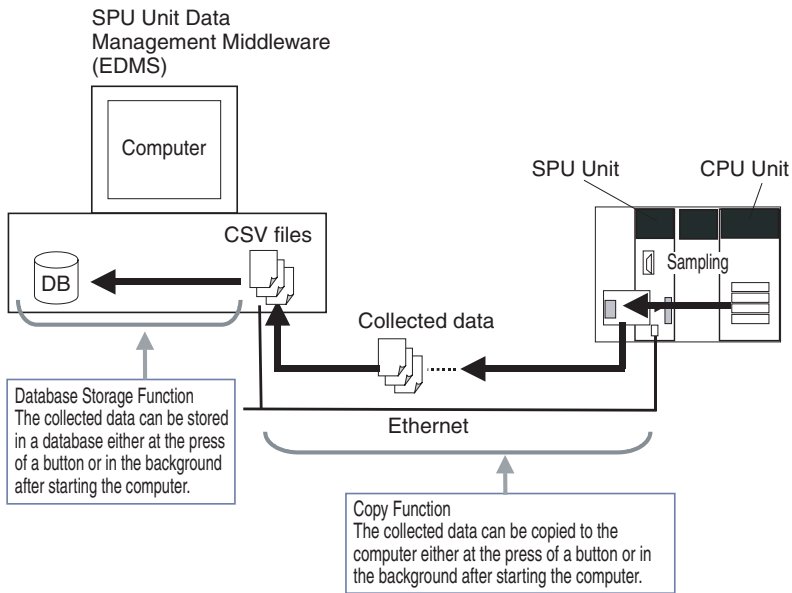 SPU Unit Data
Management Middleware
(EDMS)
Computer
SPU Unit
CPU Unit
CSV files
DB
Sampling
Collected data
Ethernet
Database Storage Function
The collected data can be stored
in a database either at the press
of a button or in the background
after starting the computer.
Copy Function
The collected data can be copied to the
computer either at the press of a button or in
the background after starting the computer.